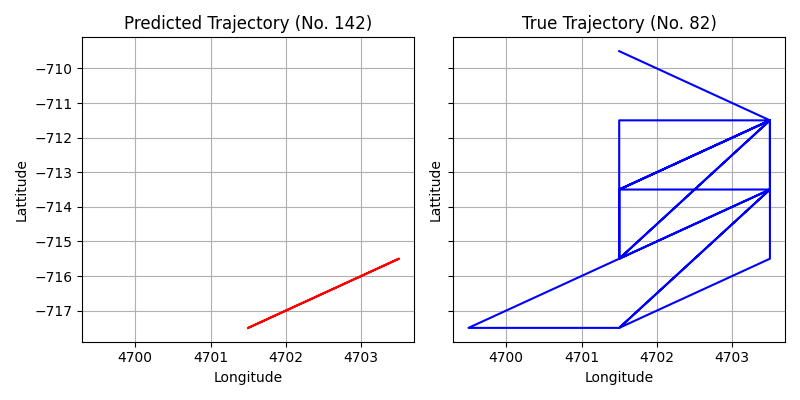 Predicted Trajectory (No. 142)
True Trajectory (No. 82)
−710
−711
−712
−713
−714
−715
−716
−717
Lattitude
Lattitude
4700 4701 4702 4703
4700 4701 4702 4703
Longitude
Longitude